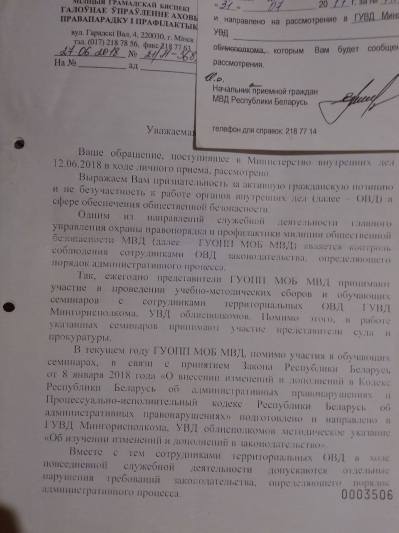 МІЛІЦЫІ ГРАМАДСКАЙ БЯСПЕКІ
ГАЛОЎНАЕ ЎПРАЎЛЕННЕ АХОВЫ
ПРАВАПАРАДКУ І ПРАФІЛАКТЫКІ
вул. Гарадскі Вал, 4, 220030, г. Мінск
тэл. (017) 218 78 56, факс 218 77 63
27.06.2018 №
На № ад
31 07 20
и направлено на рассмотрение в ГУВД
УВД
облисполкома, которым Вам будет
рассмотрения.
Начальник приемной граждан
МВД Республики Беларусь
телефон для справок: 218 77 14
Ваше обращение, поступившее в Министерство внутренних дел
12.06.2018 в ходе личного приема, рассмотрено.
Выражаем Вам признательность за активную гражданскую позицию
и не безучастность к работе органов внутренних дел (далее – ОВД) в
сфере обеспечения общественной безопасности.
Одним из направлений служебной деятельности главного
управления охраны правопорядка и профилактики милиции общественной
безопасности МВД (далее – ГУОПП МОБ МВД) является контроль
соблюдения сотрудниками ОВД законодательства, определяющего
порядок административного процесса.
Так, ежегодно представители ГУОПП МОБ МВД принимают
участие в проведении учебно-методических сборов и обучающих
семинаров с сотрудниками территориальных ОВД ГУВД
Мингорисполкома, УВД облисполкомов. Помимо этого, в работе
указанных семинаров принимают участие представители суда и
прокуратуры.
В текущем году ГУОПП МОБ МВД, помимо участия в обучающих
семинарах, в связи с принятием Закона Республики Беларусь
от 8 января 2018 года «О внесении изменений и дополнений в Кодекс
Республики Беларусь об административных правонарушениях и
Процессуально-исполнительный кодекс Республики Беларусь об
административных правонарушениях» подготовлено и направлено в
ГУВД Мингорисполкома, УВД облисполкомов методическое указание
«Об изучении изменений и дополнений в законодательство».
Вместе с тем сотрудниками территориальных ОВД в ходе
повседневной служебной деятельности допускаются отдельные
нарушения требований законодательства, определяющего порядок
административного процесса.
0003506